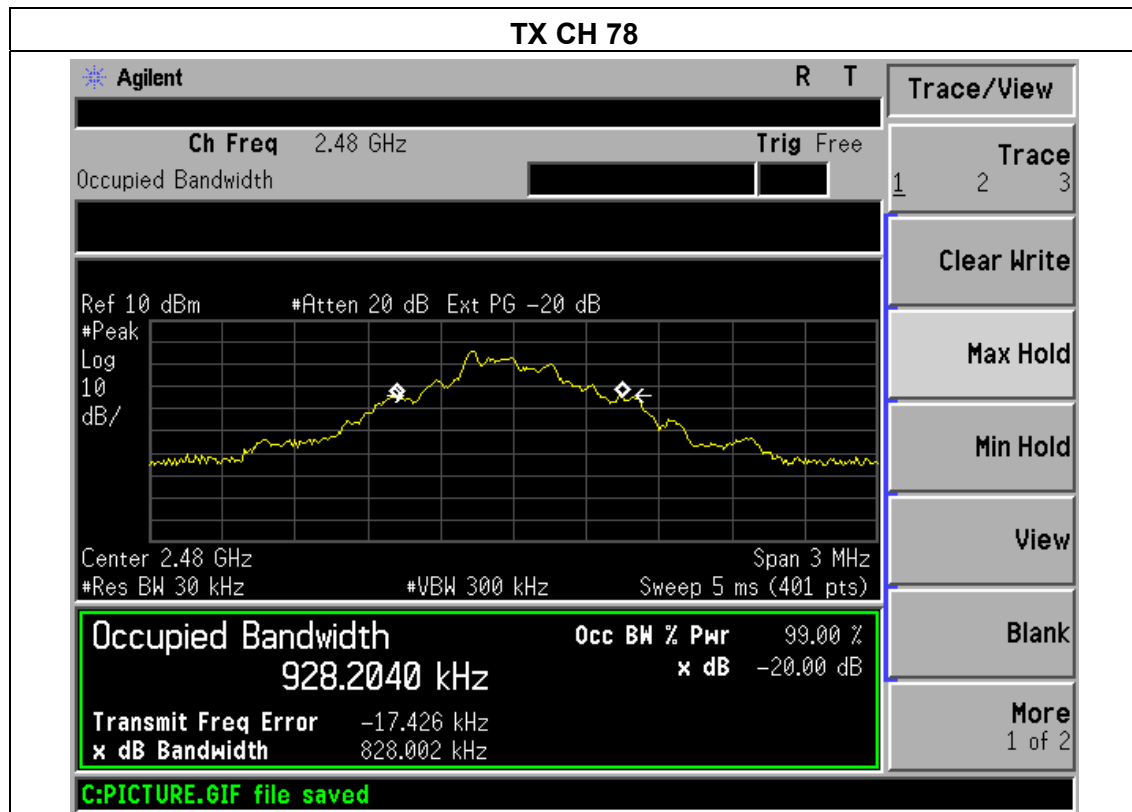 TX CH 78
Agilent R T
Ch Freq 2.48 GHz Trig Free
Occupied Bandwidth
Ref 10 dBm #Atten 20 dB Ext PG -20 dB
#Peak
Log
10
dB/
Center 2.48 GHz Span 3 MHz
#Res BW 30 kHz #VBW 300 kHz Sweep 5 ms (401 pts)
Occupied Bandwidth Occ BW % Pwr 99.00 %
928.2040 kHz x dB -20.00 dB
Transmit Freq Error -17.426 kHz
x dB Bandwidth 828.002 kHz
C:PICTURE.GIF file saved
Trace/View
Trace
1 2 3
Clear Write
Max Hold
Min Hold
View
Blank
More
1 of 2